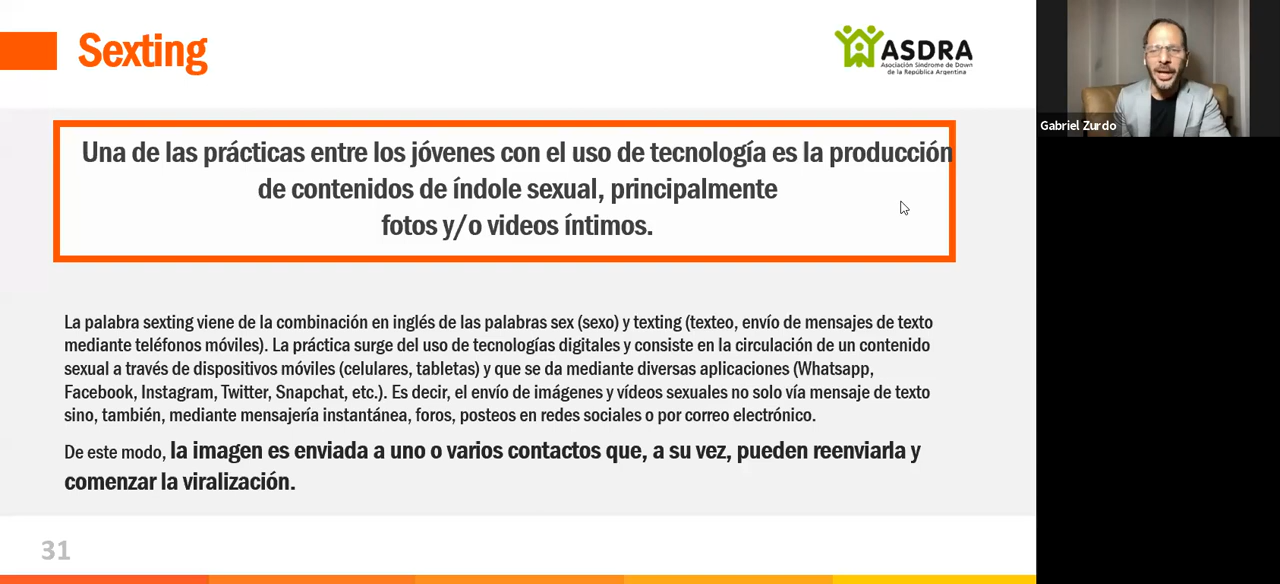 Sexting
ASDRA
Asociación Síndrome de Down
de la República Argentina
Gabriel Zurdo
Una de las prácticas entre los jóvenes con el uso de tecnología es la producción
de contenidos de índole sexual, principalmente
fotos y/o videos íntimos.
La palabra sexting viene de la combinación en inglés de las palabras sex (sexo) y texting (texteo, envío de mensajes de texto
mediante teléfonos móviles). La práctica surge del uso de tecnologías digitales y consiste en la circulación de un contenido
sexual a través de dispositivos móviles (celulares, tabletas) y que se da mediante diversas aplicaciones (Whatsapp,
Facebook, Instagram, Twitter, Snapchat, etc.). Es decir, el envío de imágenes y vídeos sexuales no solo vía mensaje de texto
sino, también, mediante mensajería instantánea, foros, posteos en redes sociales o por correo electrónico.
De este modo, la imagen es enviada a uno o varios contactos que, a su vez, pueden reenviarla y
comenzar la viralización.
31